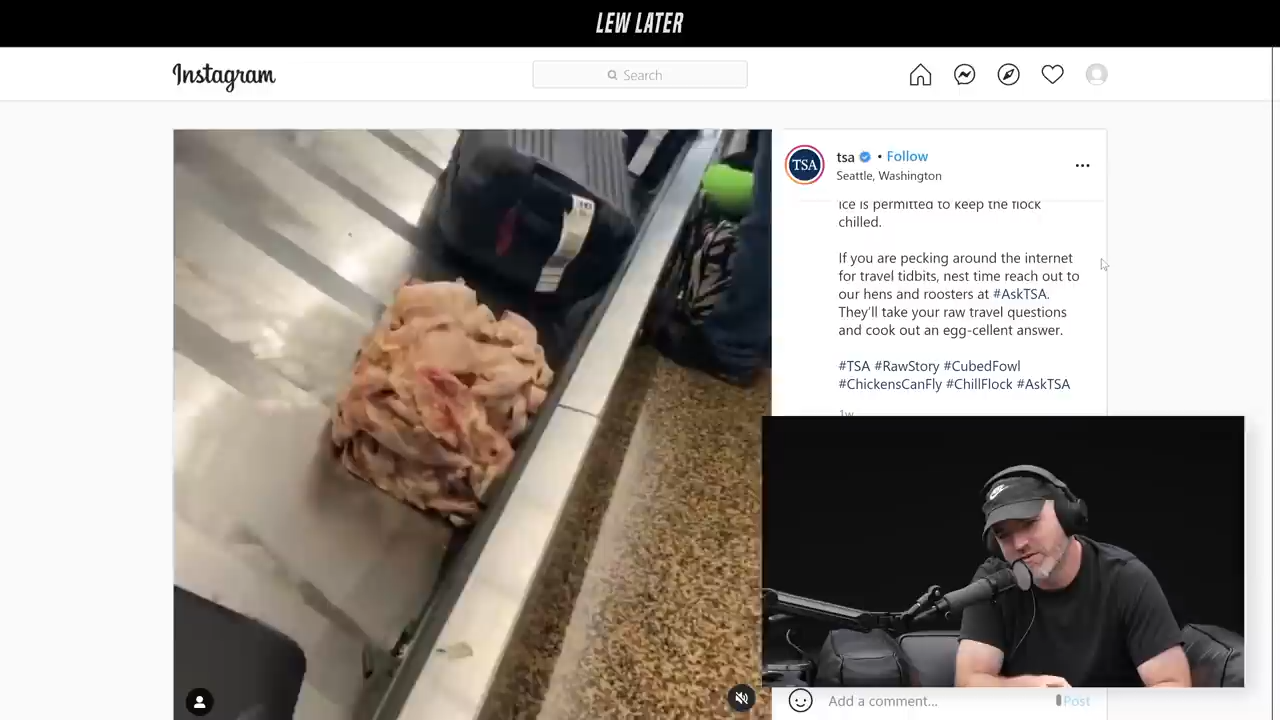 LEW LATER
Instagram
Search
tsa • Follow
Seattle, Washington
TSA
ice is permitted to keep the flock
chilled.
If you are pecking around the internet
for travel tidbits, nest time reach out to
our hens and roosters at #AskTSA.
They’ll take your raw travel questions
and cook out an egg-cellent answer.
#TSA #RawStory #CubedFowl
#ChickensCanFly #ChillFlock #AskTSA
1w
Add a comment...
Post